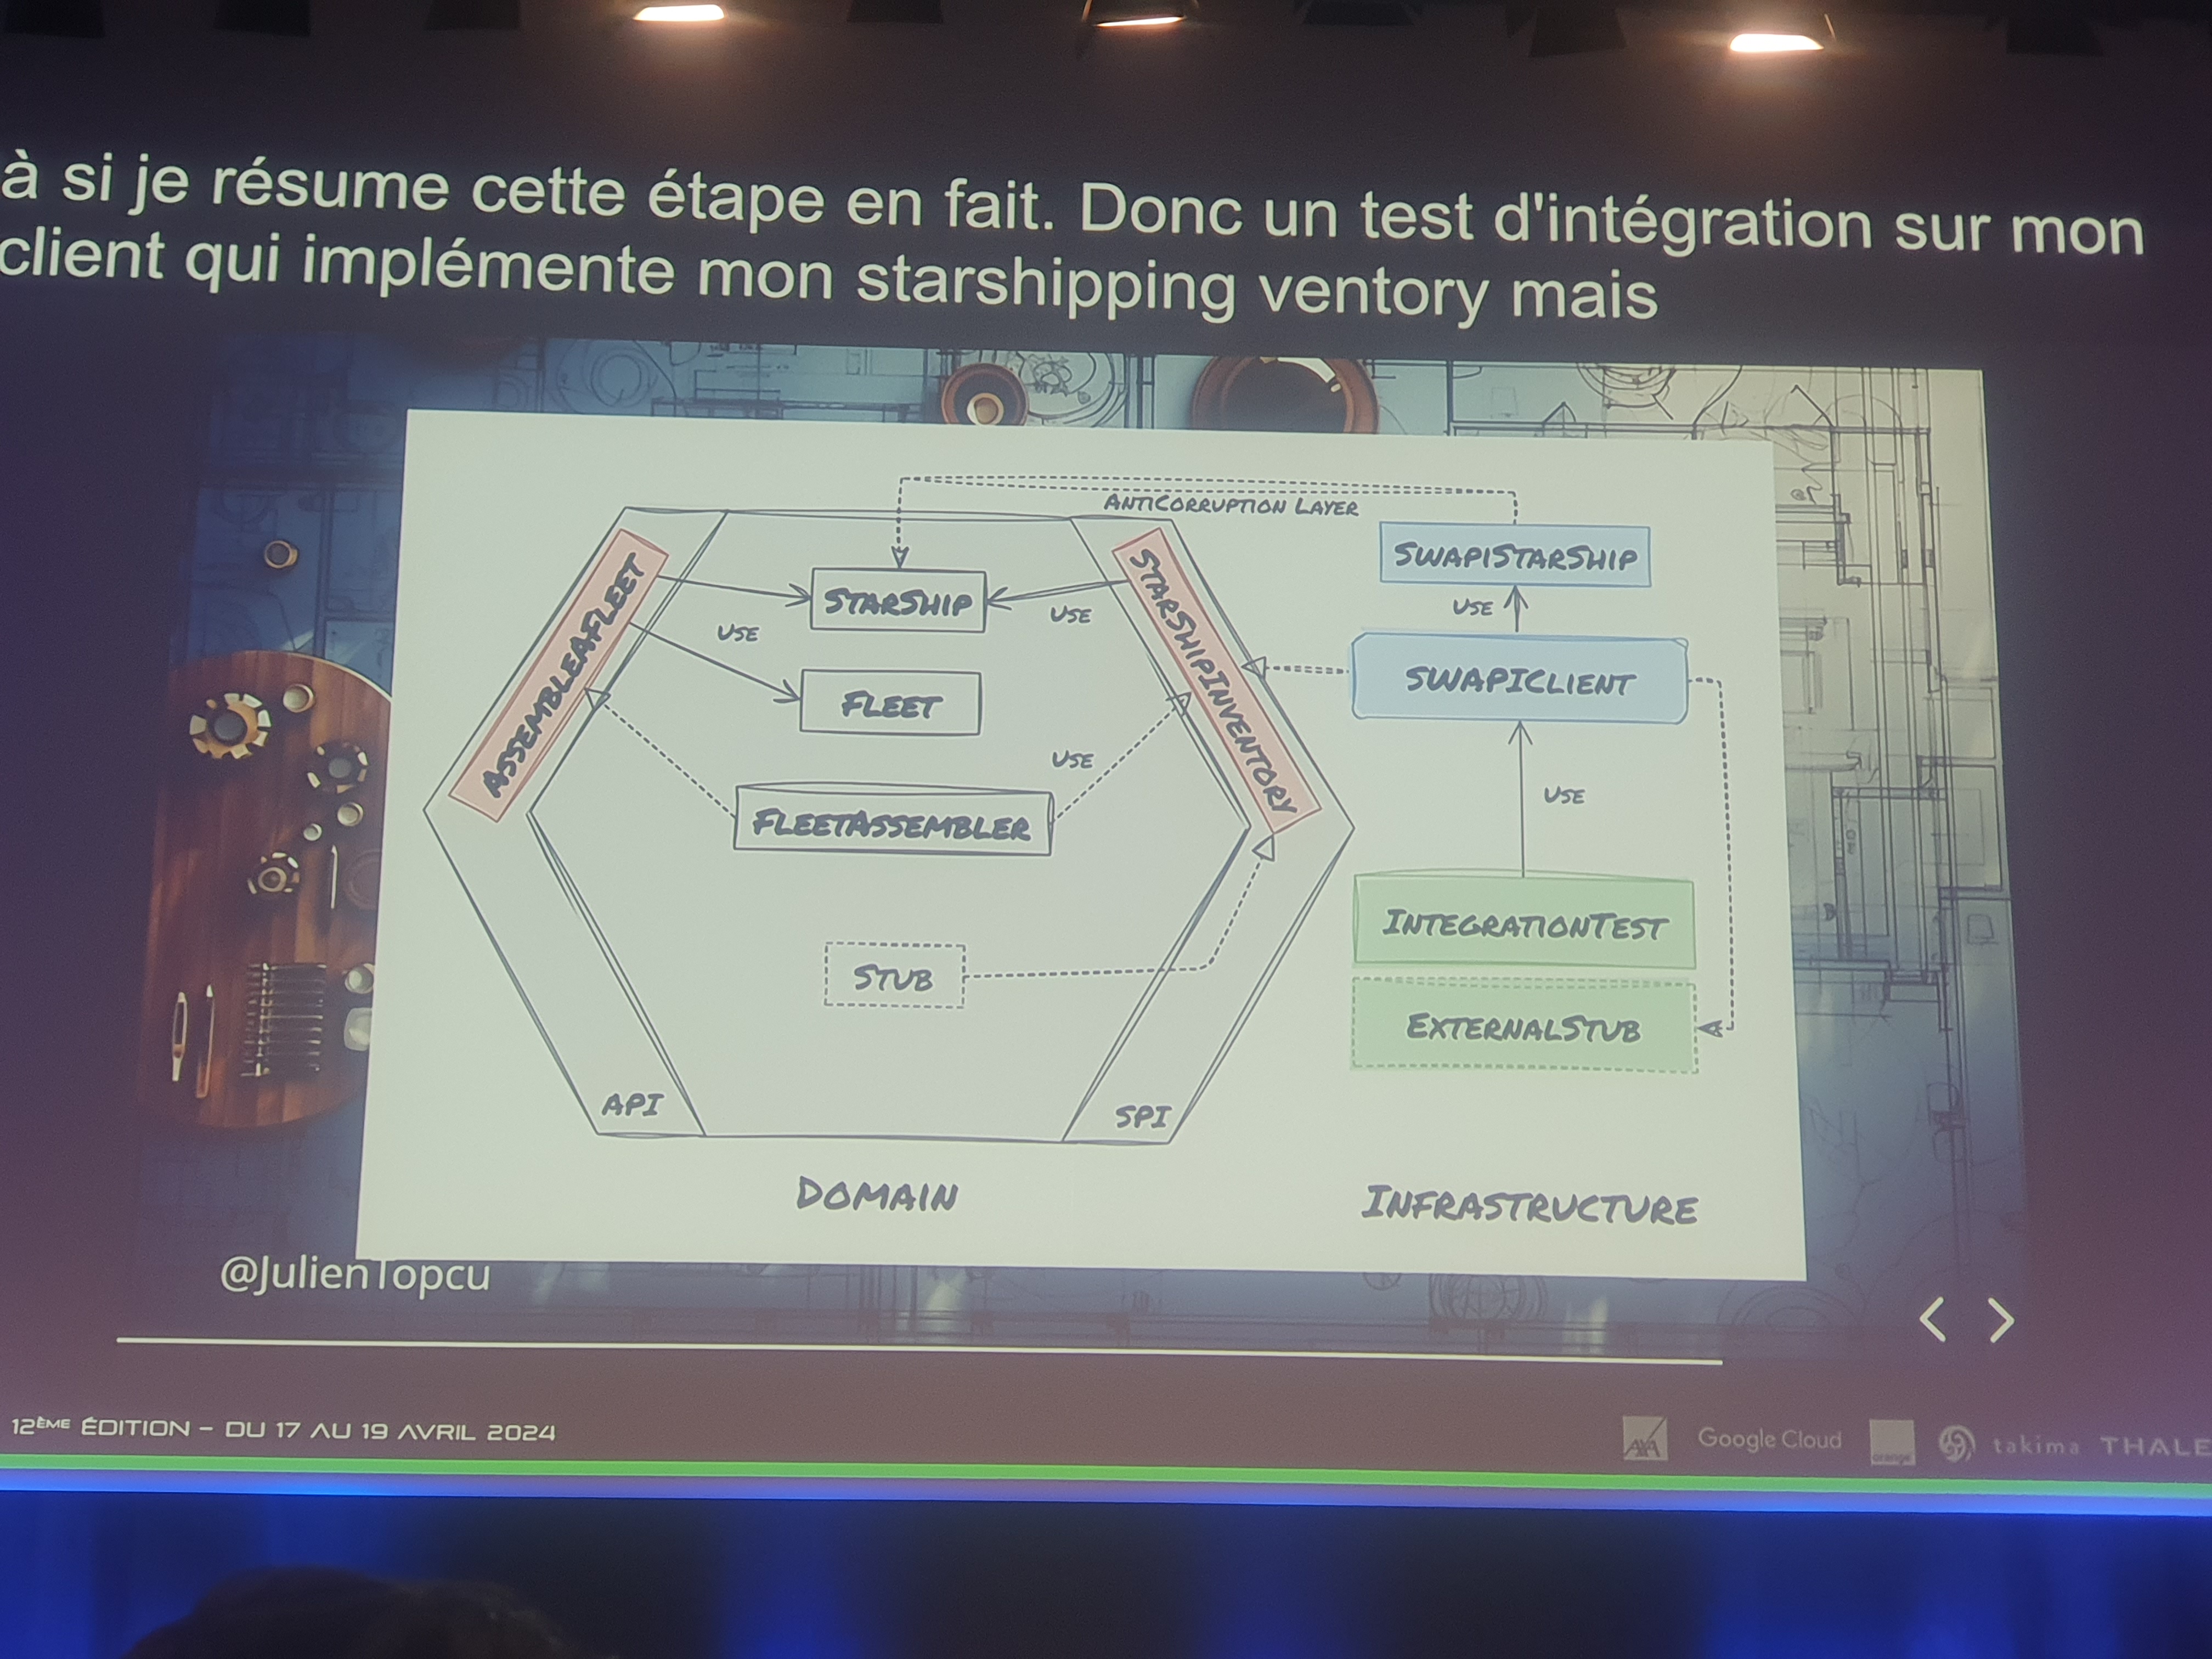 à si je résume cette étape en fait. Donc un test d'intégration sur mon
client qui implémente mon starshipping ventory mais
ANTICORRUPTION LAYER
SWAPISTARSHIP
USE
ASSEMBLEAFLEET
STARSHIP
USE
USE
STARSHIPINVENTORY
SWAPICLIENT
FLEET
USE
USE
FLEETASSEMBLER
INTEGRATIONTEST
STUB
EXTERNALSTUB
API
SPI
DOMAIN
INFRASTRUCTURE
@JulienTopcu
12ÈME ÉDITION – DU 17 AU 19 AVRIL 2024
AXA Google Cloud orange takima THALE